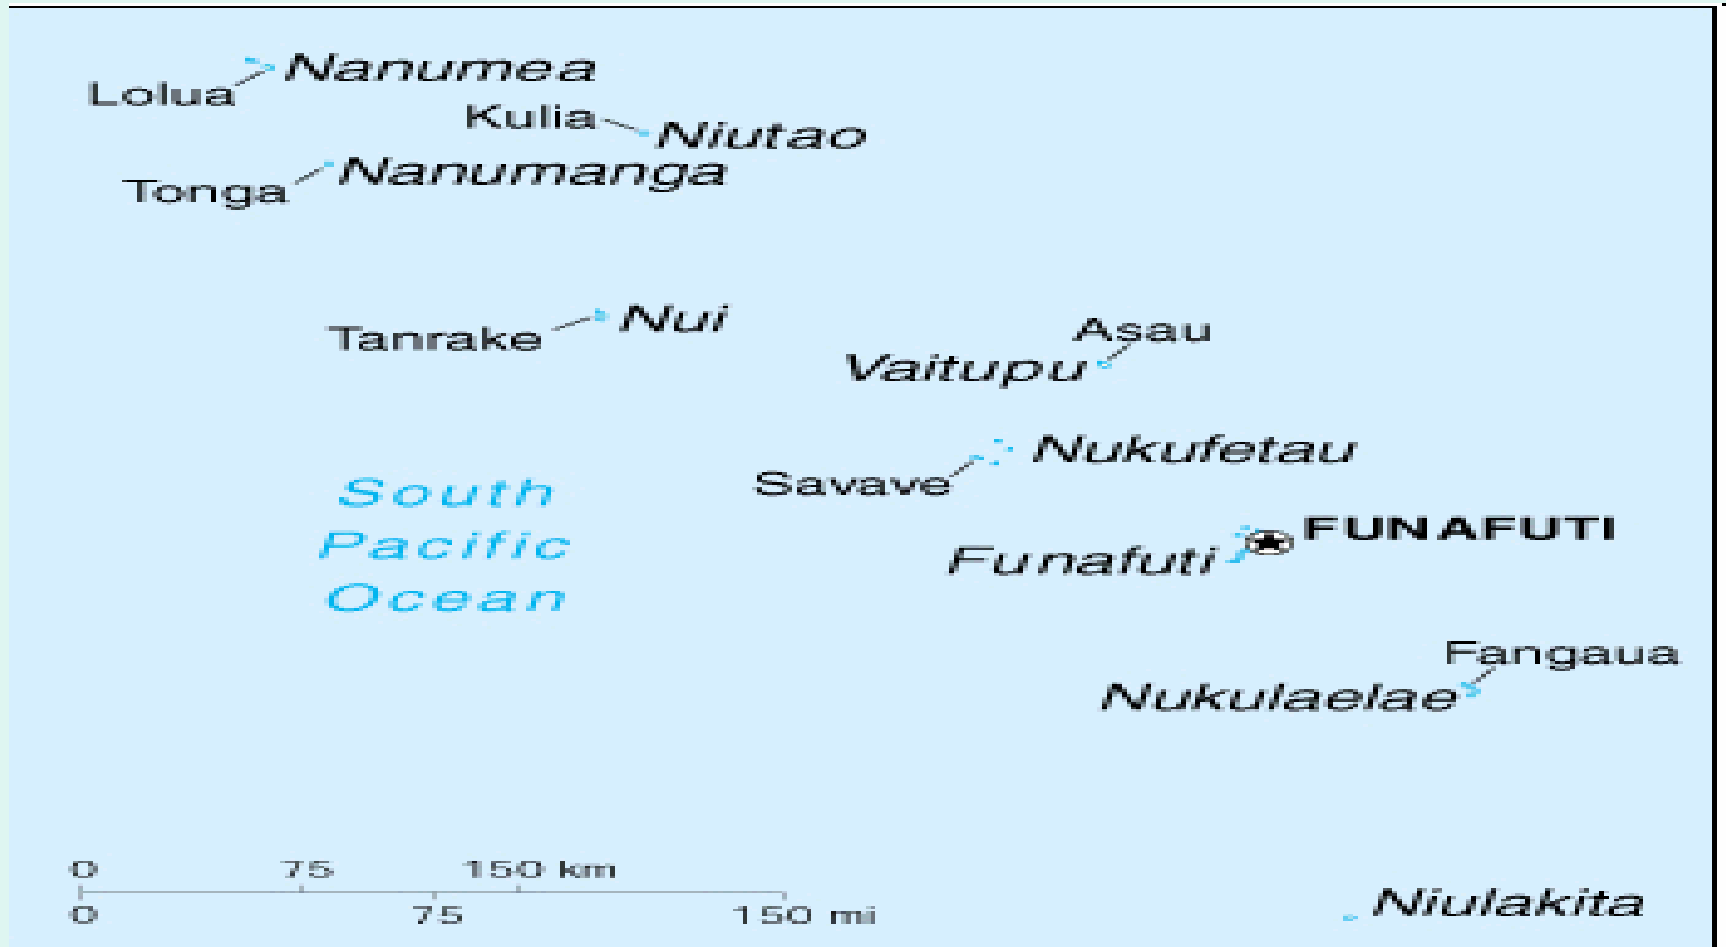 Nanumea
Lolua
Kulia
Niutao
Nanumanga
Tonga
Nui
Tanrake
Asau
Vaitupu
Nukufetau
Savave
South
Pacific
Ocean
FUNAFUTI
Funafuti
Fangaua
Nukulaelae
0 75 150 km
0 75 150 mi
Niulakita